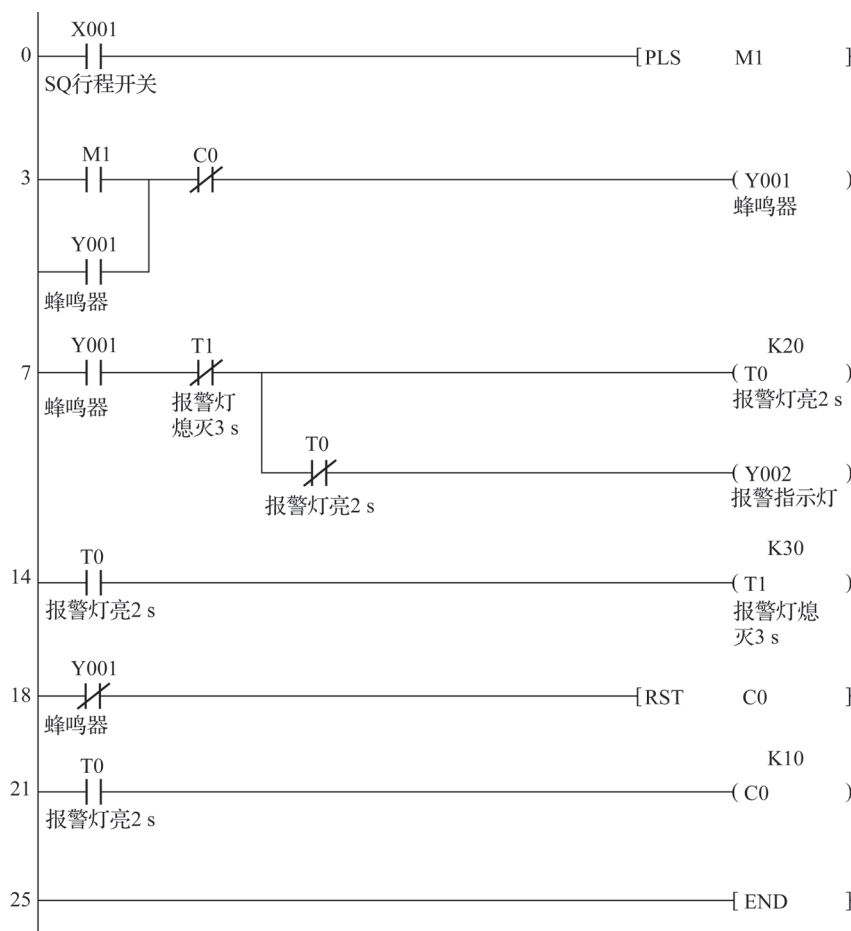 X001
0 [PLS M1 ]
SQ行程开关
M1 C0
3 ( Y001 )
蜂鸣器
Y001
蜂鸣器
Y001 T1 K20
7 ( T0 )
蜂鸣器 报警灯 报警灯亮2 s
熄灭3 s
T0
( Y002 )
报警灯亮2 s 报警指示灯
T0 K30
14 ( T1 )
报警灯亮2 s 报警灯熄
灭3 s
Y001
18 [RST C0 ]
蜂鸣器
T0 K10
21 ( C0 )
报警灯亮2 s
25 [ END ]